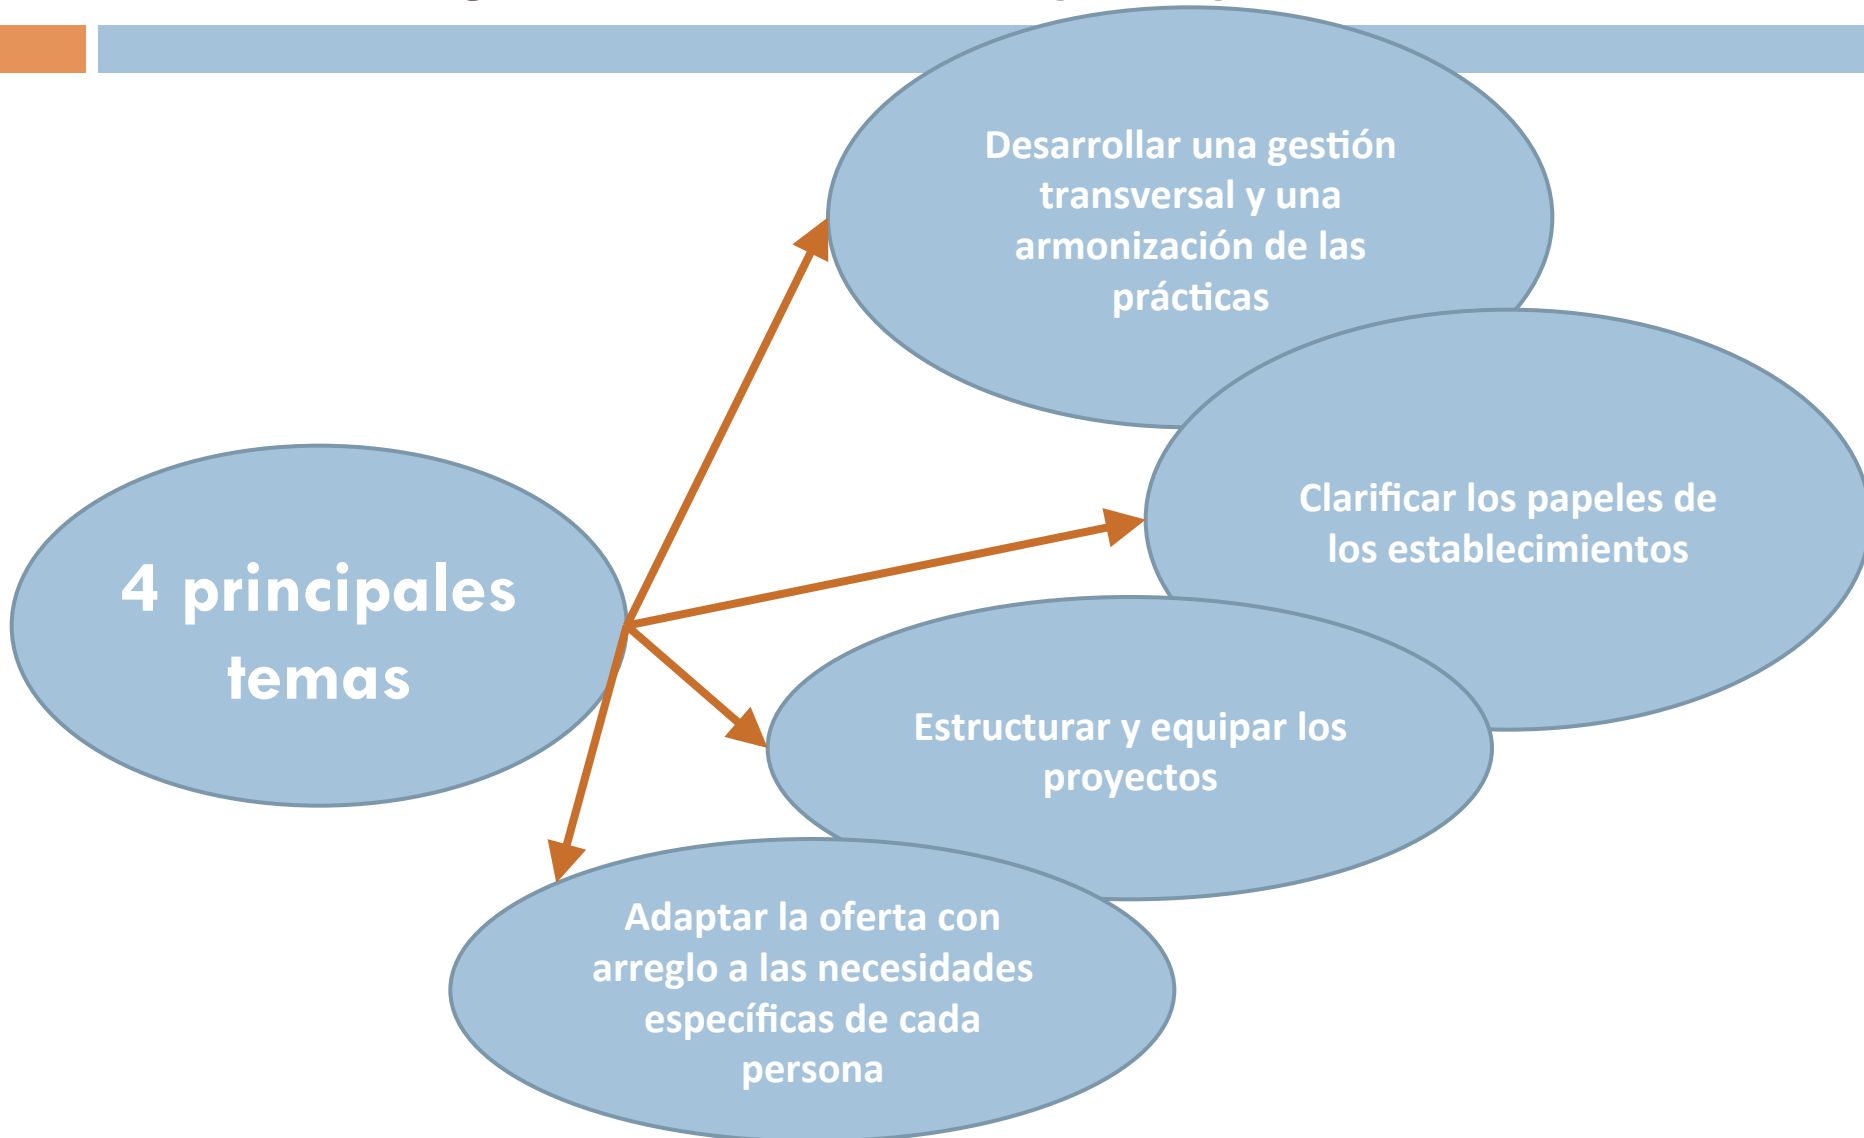 Desarrollar una gestión
transversal y una
armonización de las
prácticas
Clarificar los papeles de
los establecimientos
4 principales
temas
Estructurar y equipar los
proyectos
Adaptar la oferta con
arreglo a las necesidades
específicas de cada
persona